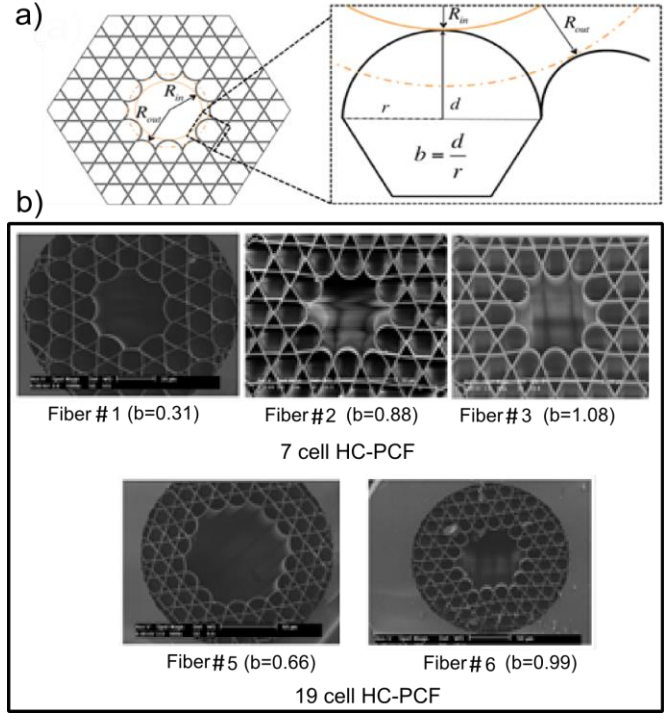 a)
R_in
R_out
R_in
R_out
r
d
b = d/r
b)
Fiber#1 (b=0.31)
Fiber#2 (b=0.88)
Fiber#3 (b=1.08)
7 cell HC-PCF
Fiber#5 (b=0.66)
Fiber#6 (b=0.99)
19 cell HC-PCF